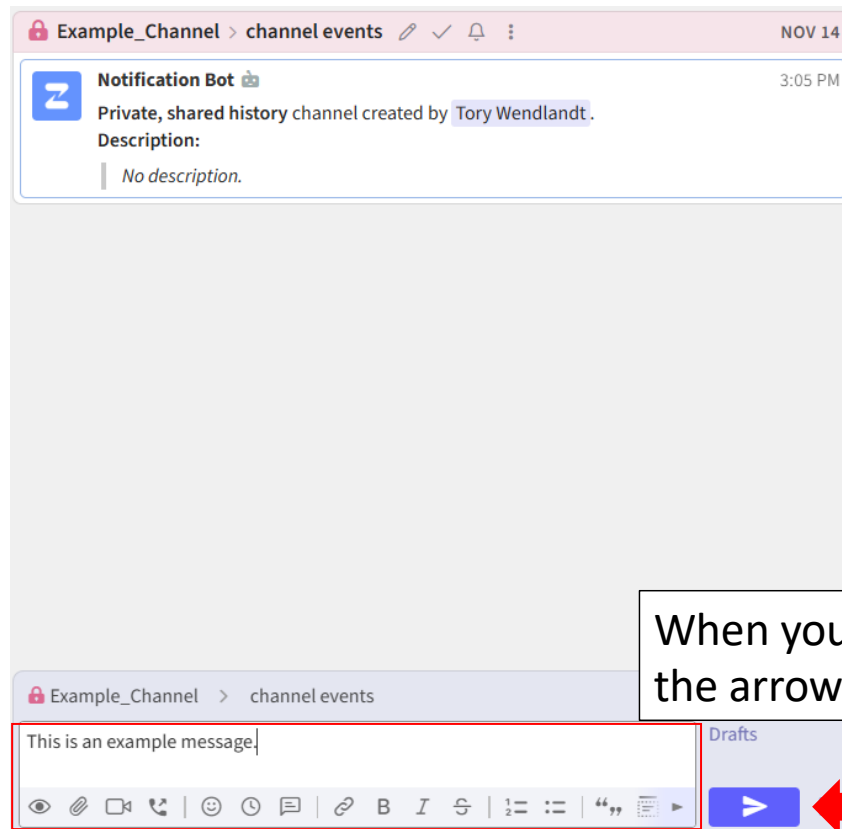 Example_Channel > channel events NOV 14
Notification Bot 3:05 PM
Private, shared history channel created by Tory Wendlandt.
Description:
No description.
When you
the arrow
Example_Channel > channel events
This is an example message.
Drafts
B I S